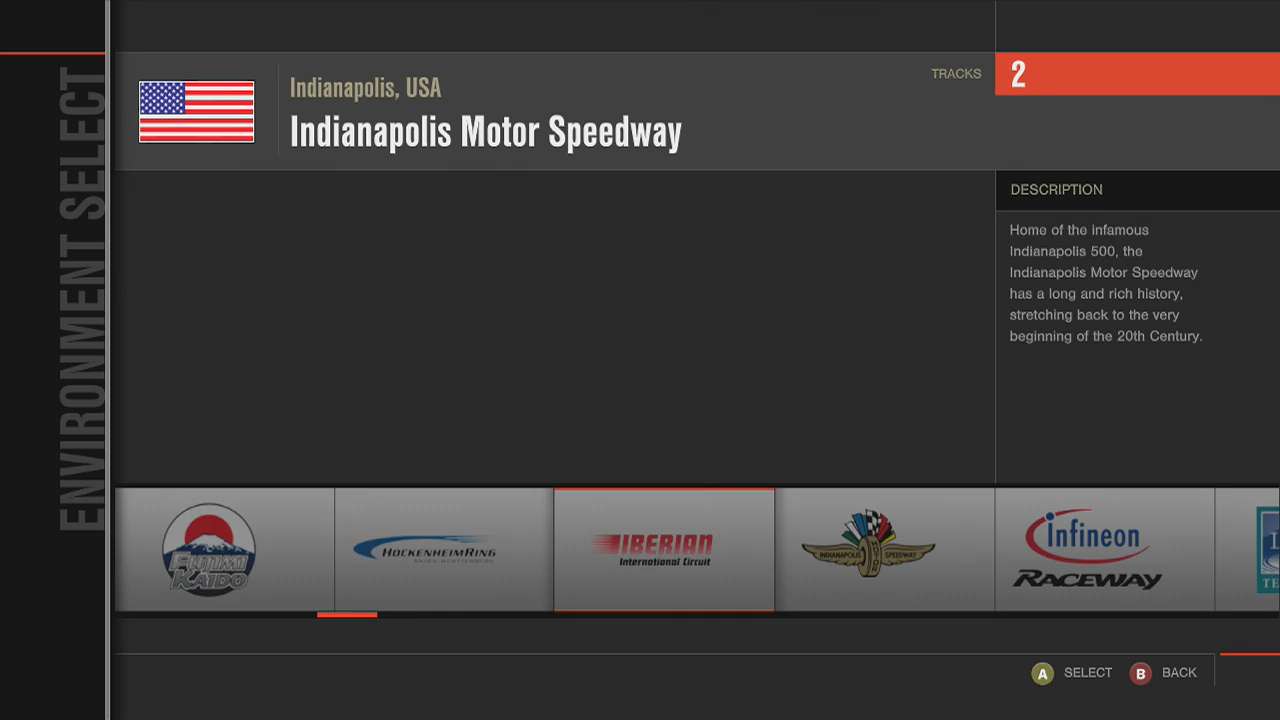 ENVIRONMENT SELECT
Indianapolis, USA
Indianapolis Motor Speedway
TRACKS
2
DESCRIPTION
Home of the infamous
Indianapolis 500, the
Indianapolis Motor Speedway
has a long and rich history,
stretching back to the very
beginning of the 20th Century.
FUJIMI
KAIDO
HOCKENHEIMRING
IBERIAN
International Circuit
INDIANAPOLIS MOTOR SPEEDWAY
Infineon
RACEWAY
TE
A SELECT B BACK